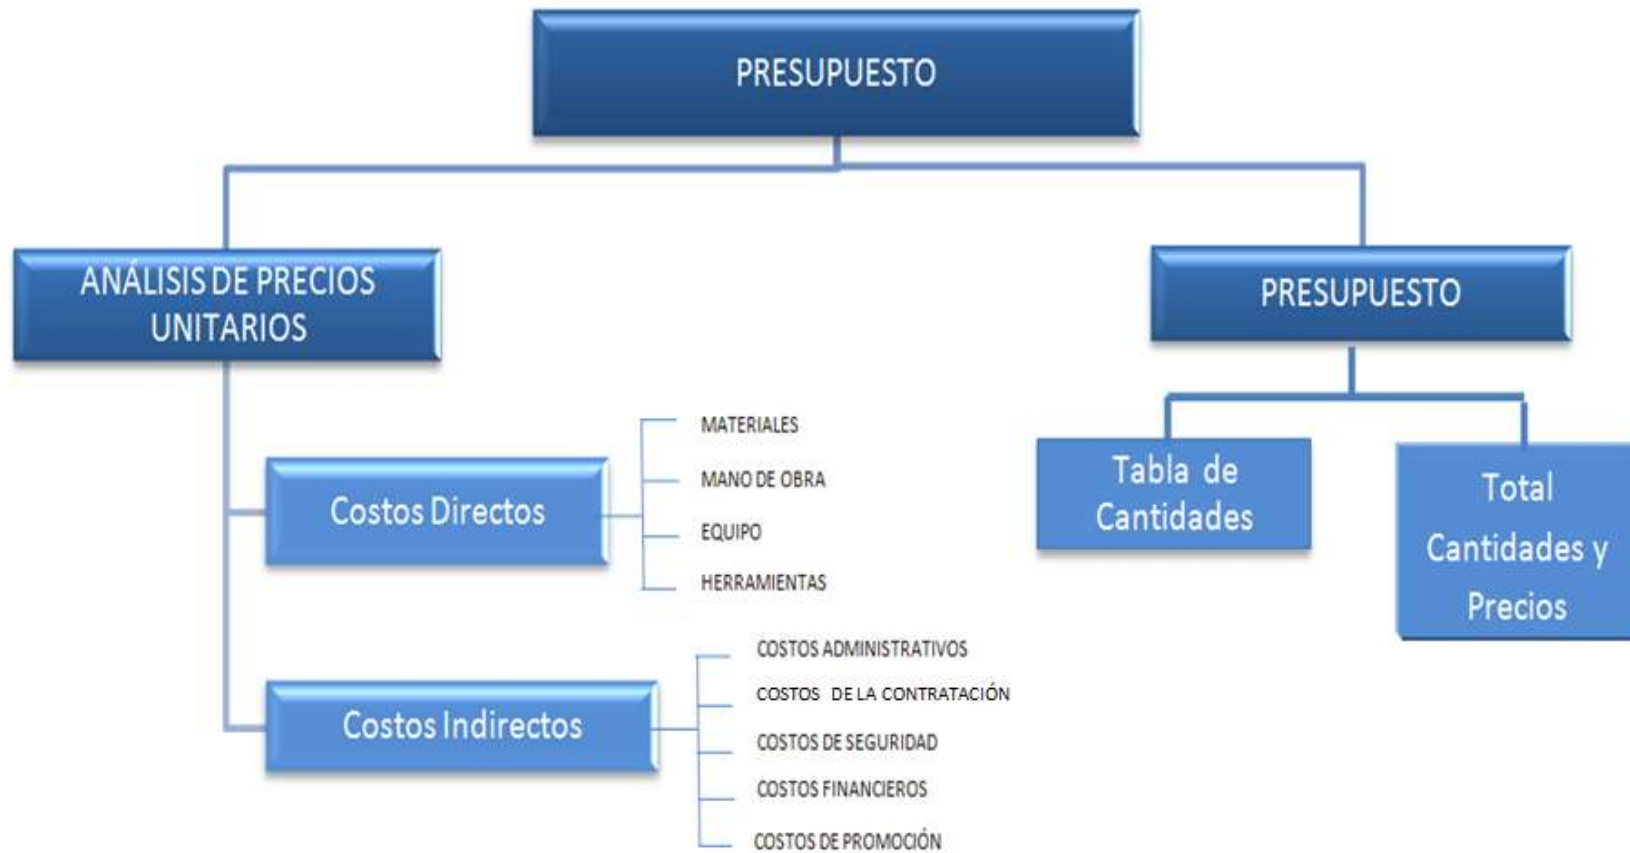 PRESUPUESTO
ANÁLISIS DE PRECIOS
UNITARIOS
Costos Directos
MATERIALES
MANO DE OBRA
EQUIPO
HERRAMIENTAS
Costos Indirectos
COSTOS ADMINISTRATIVOS
COSTOS DE LA CONTRATACIÓN
COSTOS DE SEGURIDAD
COSTOS FINANCIEROS
COSTOS DE PROMOCIÓN
PRESUPUESTO
Tabla de
Cantidades
Total
Cantidades y
Precios